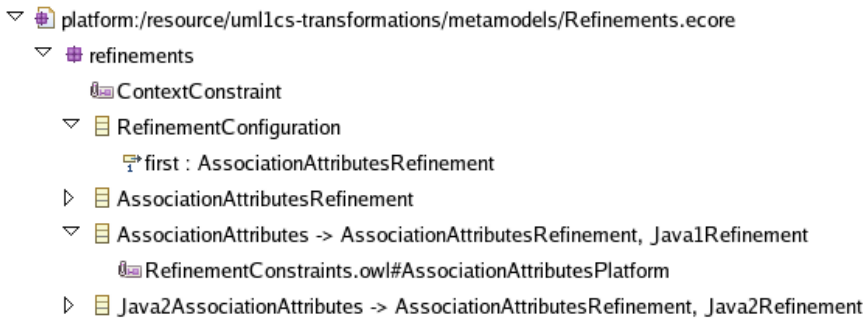 platform:/resource/uml1cs-transformations/metamodels/Refinements.ecore
refinements
ContextConstraint
RefinementConfiguration
first : AssociationAttributesRefinement
AssociationAttributesRefinement
AssociationAttributes -> AssociationAttributesRefinement, Java1Refinement
RefinementConstraints.owl#AssociationAttributesPlatform
Java2AssociationAttributes -> AssociationAttributesRefinement, Java2Refinement